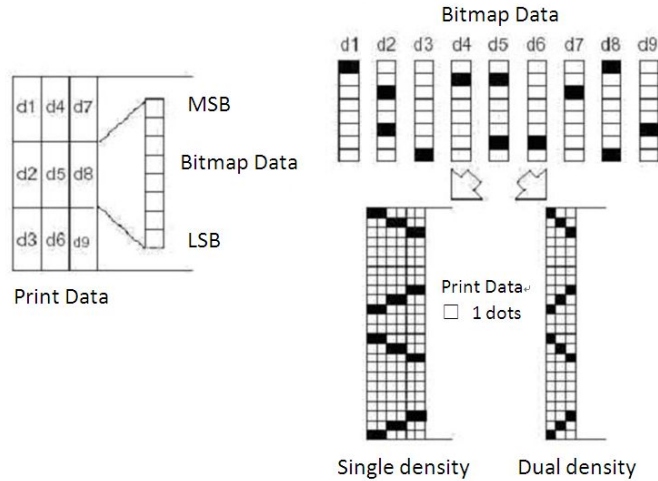 Bitmap Data
d1 d2 d3 d4 d5 d6 d7 d8 d9
d1 d4 d7
MSB
Bitmap Data
d2 d5 d8
LSB
d3 d6 d9
Print Data
Print Data
1 dots
Single density
Dual density